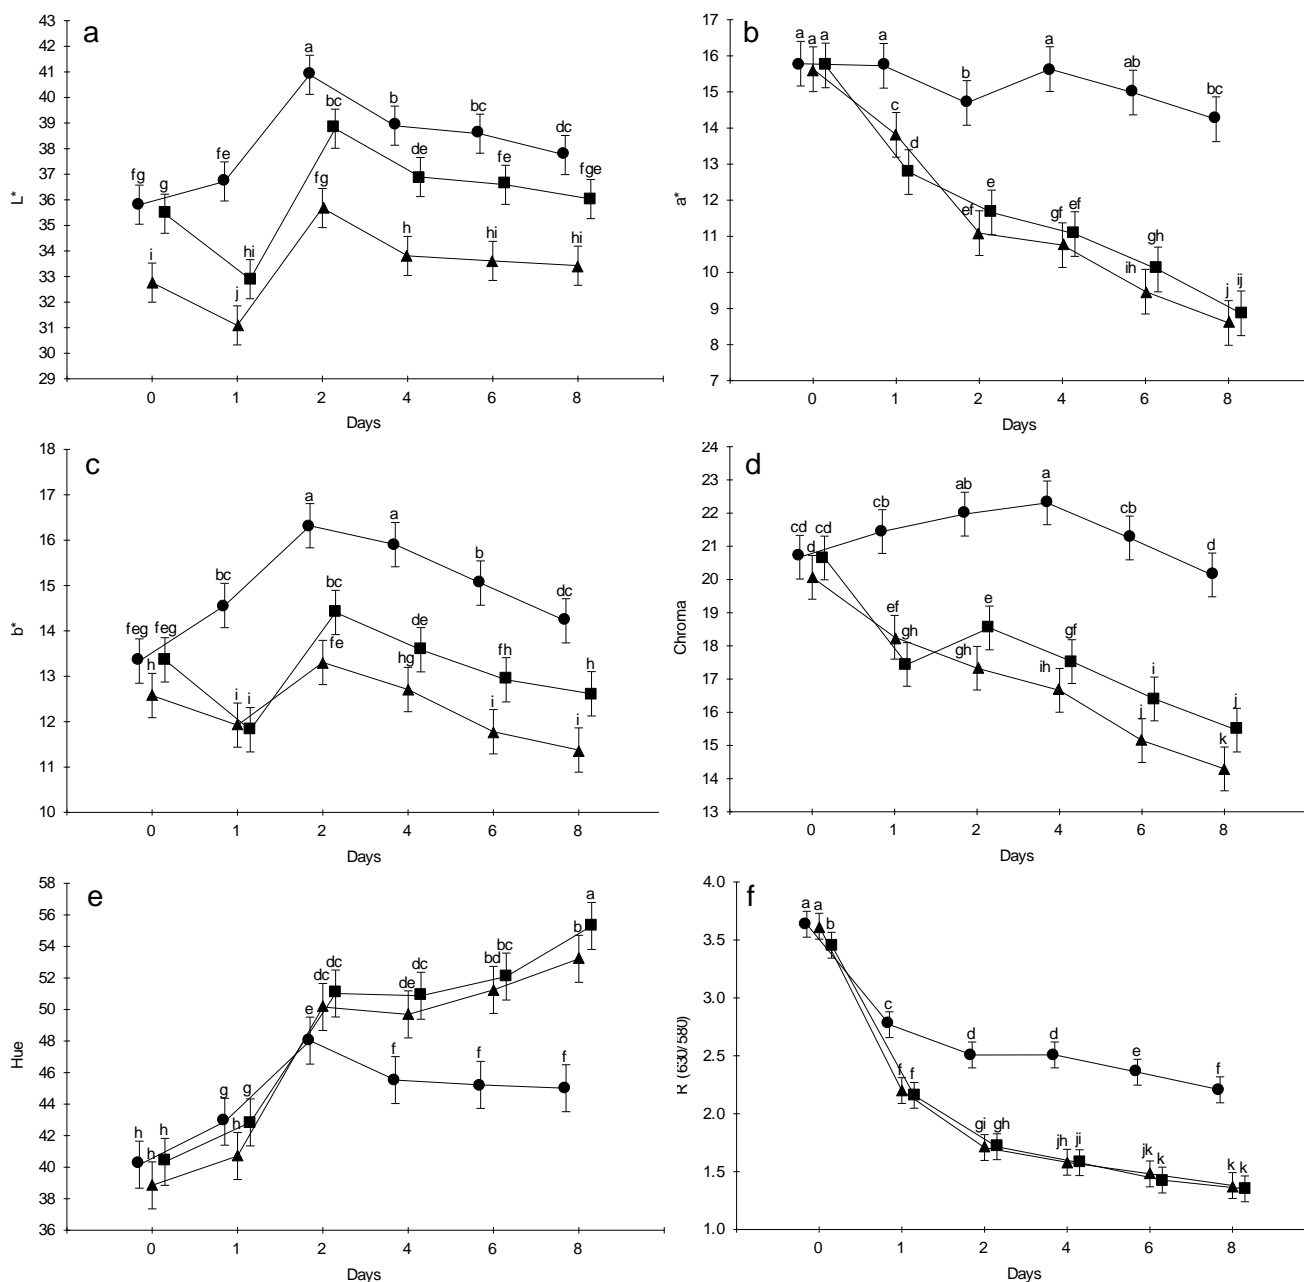 a
L*
43
42
41
40
39
38
37
36
35
34
33
32
31
30
29
a
b
bc
dc
bc
de
fe
fge
fg
g
fe
fg
hi
h
hi
hi
i
j
0 1 2 4 6 8
Days
b
a*
17
16
15
14
13
12
11
10
9
8
7
a a a a a
b
ab
bc
c
d
e
ef
gf ef
gh
ih
j ij
0 1 2 4 6 8
Days
c
b*
18
17
16
15
14
13
12
11
10
a
a
b
bc
bc
dc
de
feg feg
fe
fh
h
hg
h
i i
i
i
0 1 2 4 6 8
Days
d
Chroma
24
23
22
21
20
19
18
17
16
15
14
13
a
ab
cb
cb
cd cd
d
d
ef
gh
e
gh
gf
ih
i
j
j
k
0 1 2 4 6 8
Days
e
Hue
58
56
54
52
50
48
46
44
42
40
38
36
a
b
bc
bd
dc dc
de dc
e
f f f
g g
h h
h
h
0 1 2 4 6 8
Days
f
R (630/580)
4.0
3.5
3.0
2.5
2.0
1.5
1.0
a a
b
c
d d
e
f
f f
gi gh
jh ji
jk k
k k
0 1 2 4 6 8
Days